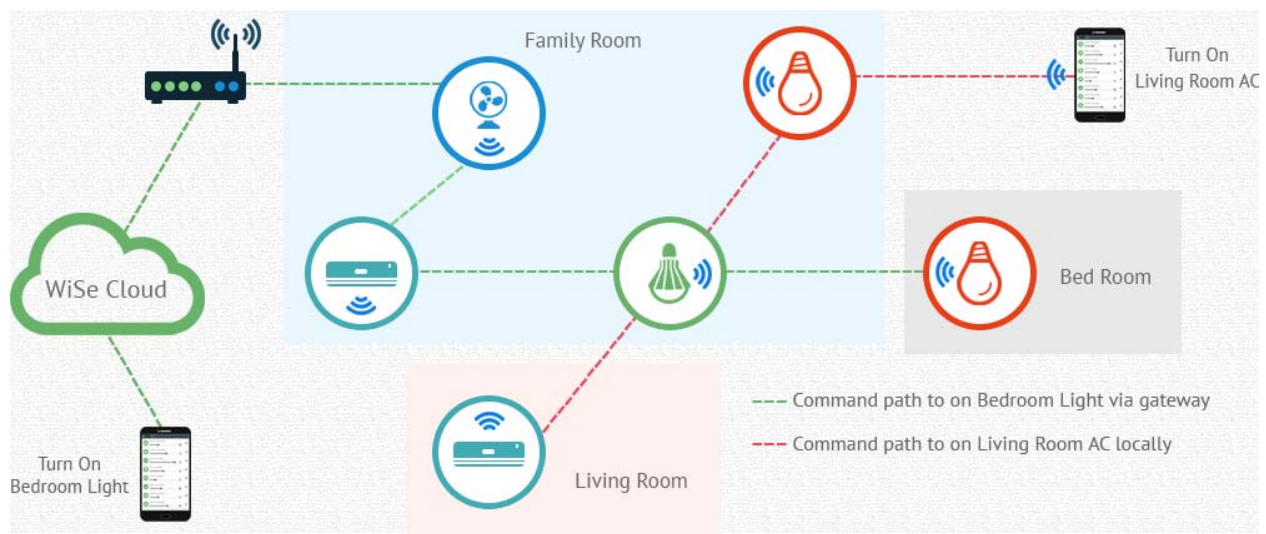 Family Room
Turn On
Living Room AC
WiSe Cloud
Bed Room
Command path to on Bedroom Light via gateway
Command path to on Living Room AC locally
Turn On
Bedroom Light
Living Room